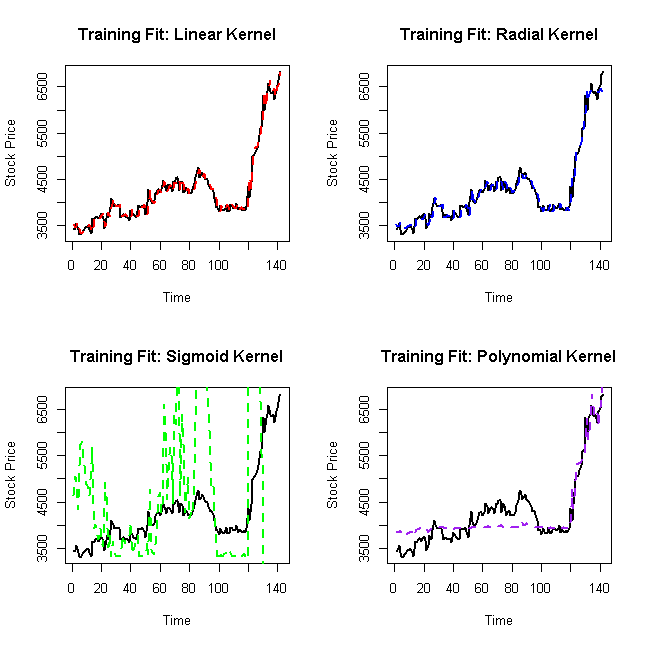 Training Fit: Linear Kernel
Stock Price
3500 4500 5500 6500
0 20 40 60 80 100 140
Time
Training Fit: Radial Kernel
Stock Price
3500 4500 5500 6500
0 20 40 60 80 100 140
Time
Training Fit: Sigmoid Kernel
Stock Price
3500 4500 5500 6500
0 20 40 60 80 100 140
Time
Training Fit: Polynomial Kernel
Stock Price
3500 4500 5500 6500
0 20 40 60 80 100 140
Time